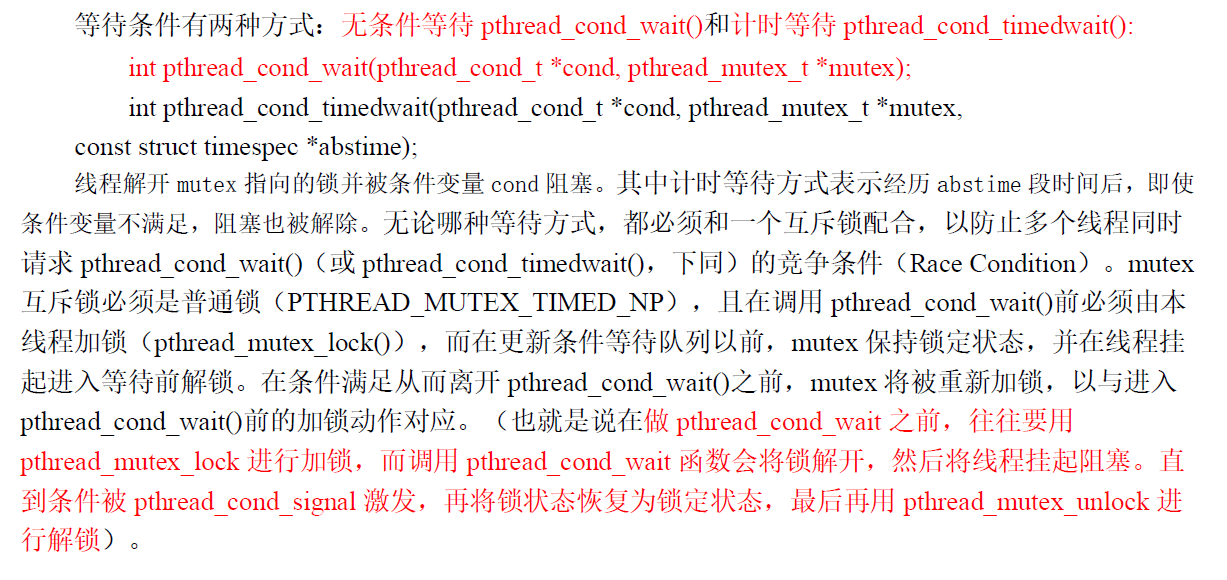 等待条件有两种方式：无条件等待 pthread_cond_wait()和计时等待 pthread_cond_timedwait():
int pthread_cond_wait(pthread_cond_t *cond, pthread_mutex_t *mutex);
int pthread_cond_timedwait(pthread_cond_t *cond, pthread_mutex_t *mutex,
const struct timespec *abstime);
线程解开 mutex 指向的锁并被条件变量 cond 阻塞。其中计时等待方式表示经历 abstime 段时间后，即使
条件变量不满足，阻塞也被解除。无论哪种等待方式，都必须和一个互斥锁配合，以防止多个线程同时
请求 pthread_cond_wait()（或 pthread_cond_timedwait()，下同）的竞争条件（Race Condition）。mutex
互斥锁必须是普通锁（PTHREAD_MUTEX_TIMED_NP），且在调用 pthread_cond_wait()前必须由本
线程加锁（pthread_mutex_lock()），而在更新条件等待队列以前，mutex 保持锁定状态，并在线程挂
起进入等待前解锁。在条件满足从而离开 pthread_cond_wait()之前，mutex 将被重新加锁，以与进入
pthread_cond_wait()前的加锁动作对应。（也就是说在做 pthread_cond_wait 之前，往往要用
pthread_mutex_lock 进行加锁，而调用 pthread_cond_wait 函数会将锁解开，然后将线程挂起阻塞。直
到条件被 pthread_cond_signal 激发，再将锁状态恢复为锁定状态，最后再用 pthread_mutex_unlock 进
行解锁）。